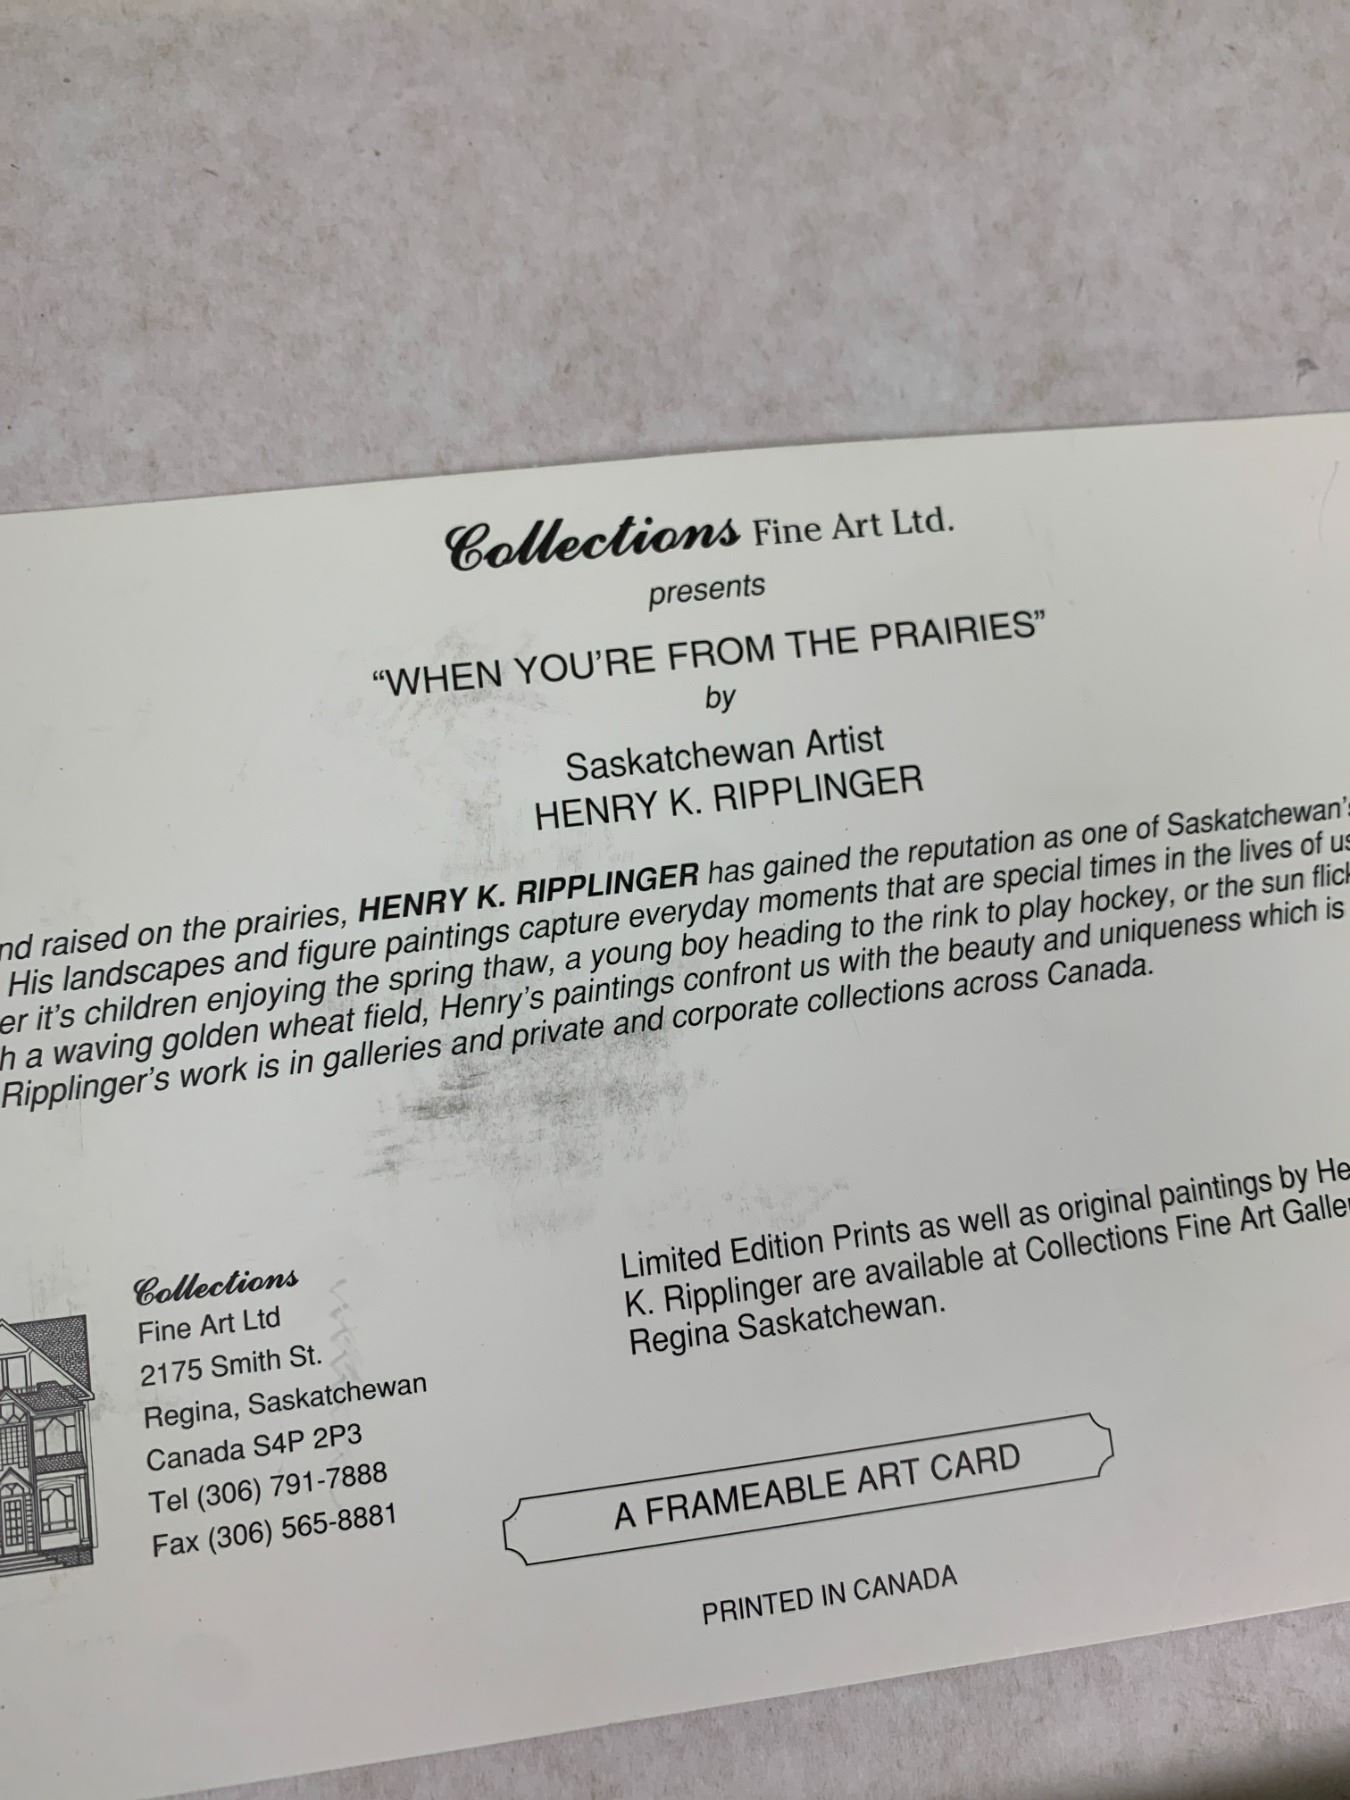 Collections Fine Art Ltd.
presents
“WHEN YOU’RE FROM THE PRAIRIES”
by
Saskatchewan Artist
HENRY K. RIPPLINGER
nd raised on the prairies, HENRY K. RIPPLINGER has gained the reputation as one of Saskatchewan’s
His landscapes and figure paintings capture everyday moments that are special times in the lives of us
er it’s children enjoying the spring thaw, a young boy heading to the rink to play hockey, or the sun flick
h a waving golden wheat field, Henry’s paintings confront us with the beauty and uniqueness which is
Ripplinger’s work is in galleries and private and corporate collections across Canada.
Collections
Fine Art Ltd
2175 Smith St.
Regina, Saskatchewan
Canada S4P 2P3
Tel (306) 791-7888
Fax (306) 565-8881
Limited Edition Prints as well as original paintings by He
K. Ripplinger are available at Collections Fine Art Galle
Regina Saskatchewan.
A FRAMEABLE ART CARD
PRINTED IN CANADA